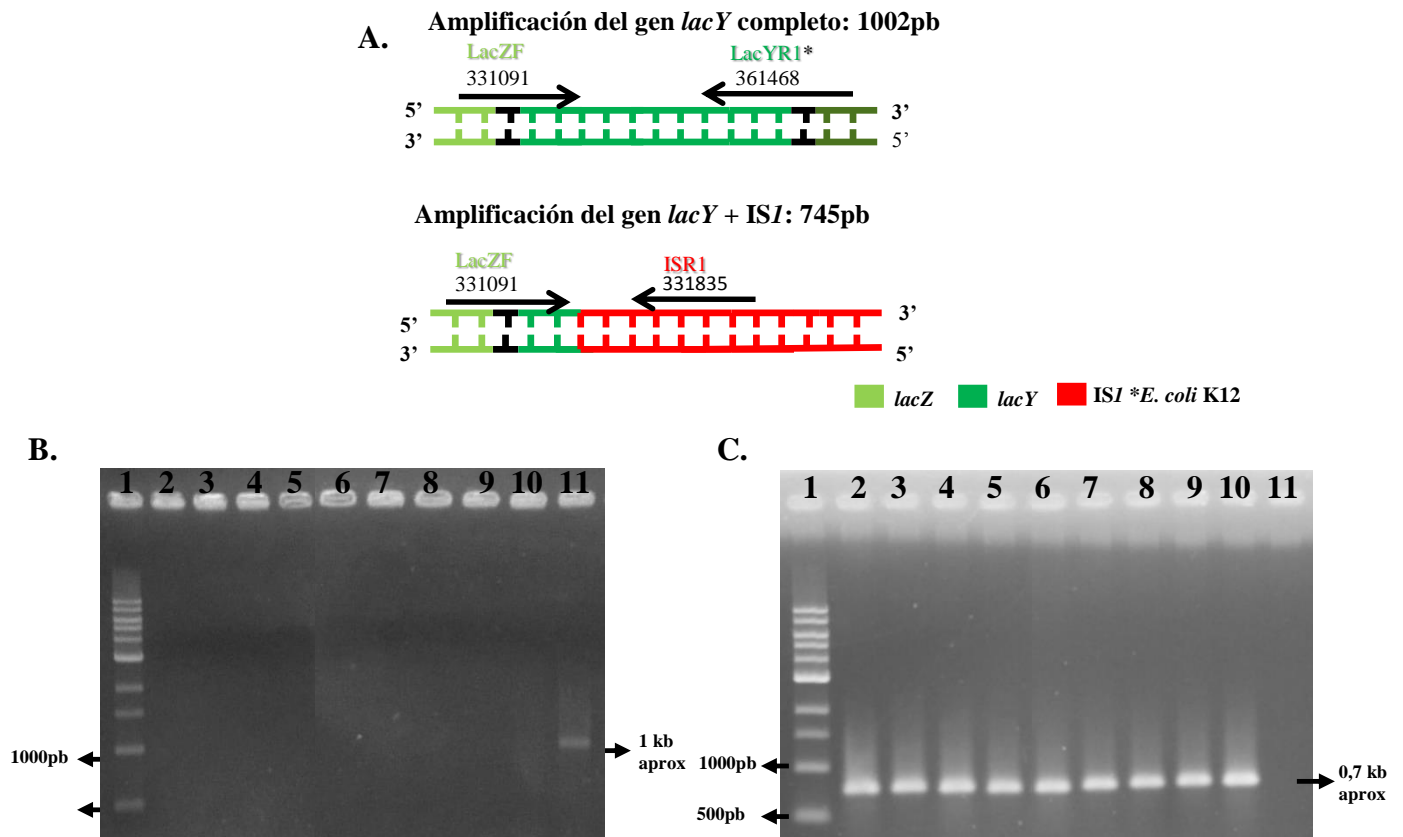 A.
Amplificación del gen lacY completo: 1002pb
LacZF
331091
LacYR1*
361468
5’
3’
3’
5’
Amplificación del gen lacY + IS1: 745pb
LacZF
331091
ISR1
331835
5’
3’
3’
5’
lacZ
lacY
IS1 *E. coli K12
B.
1 2 3 4 5 6 7 8 9 10 11
1000pb
1 kb
aprox
C.
1 2 3 4 5 6 7 8 9 10 11
1000pb
500pb
0,7 kb
aprox